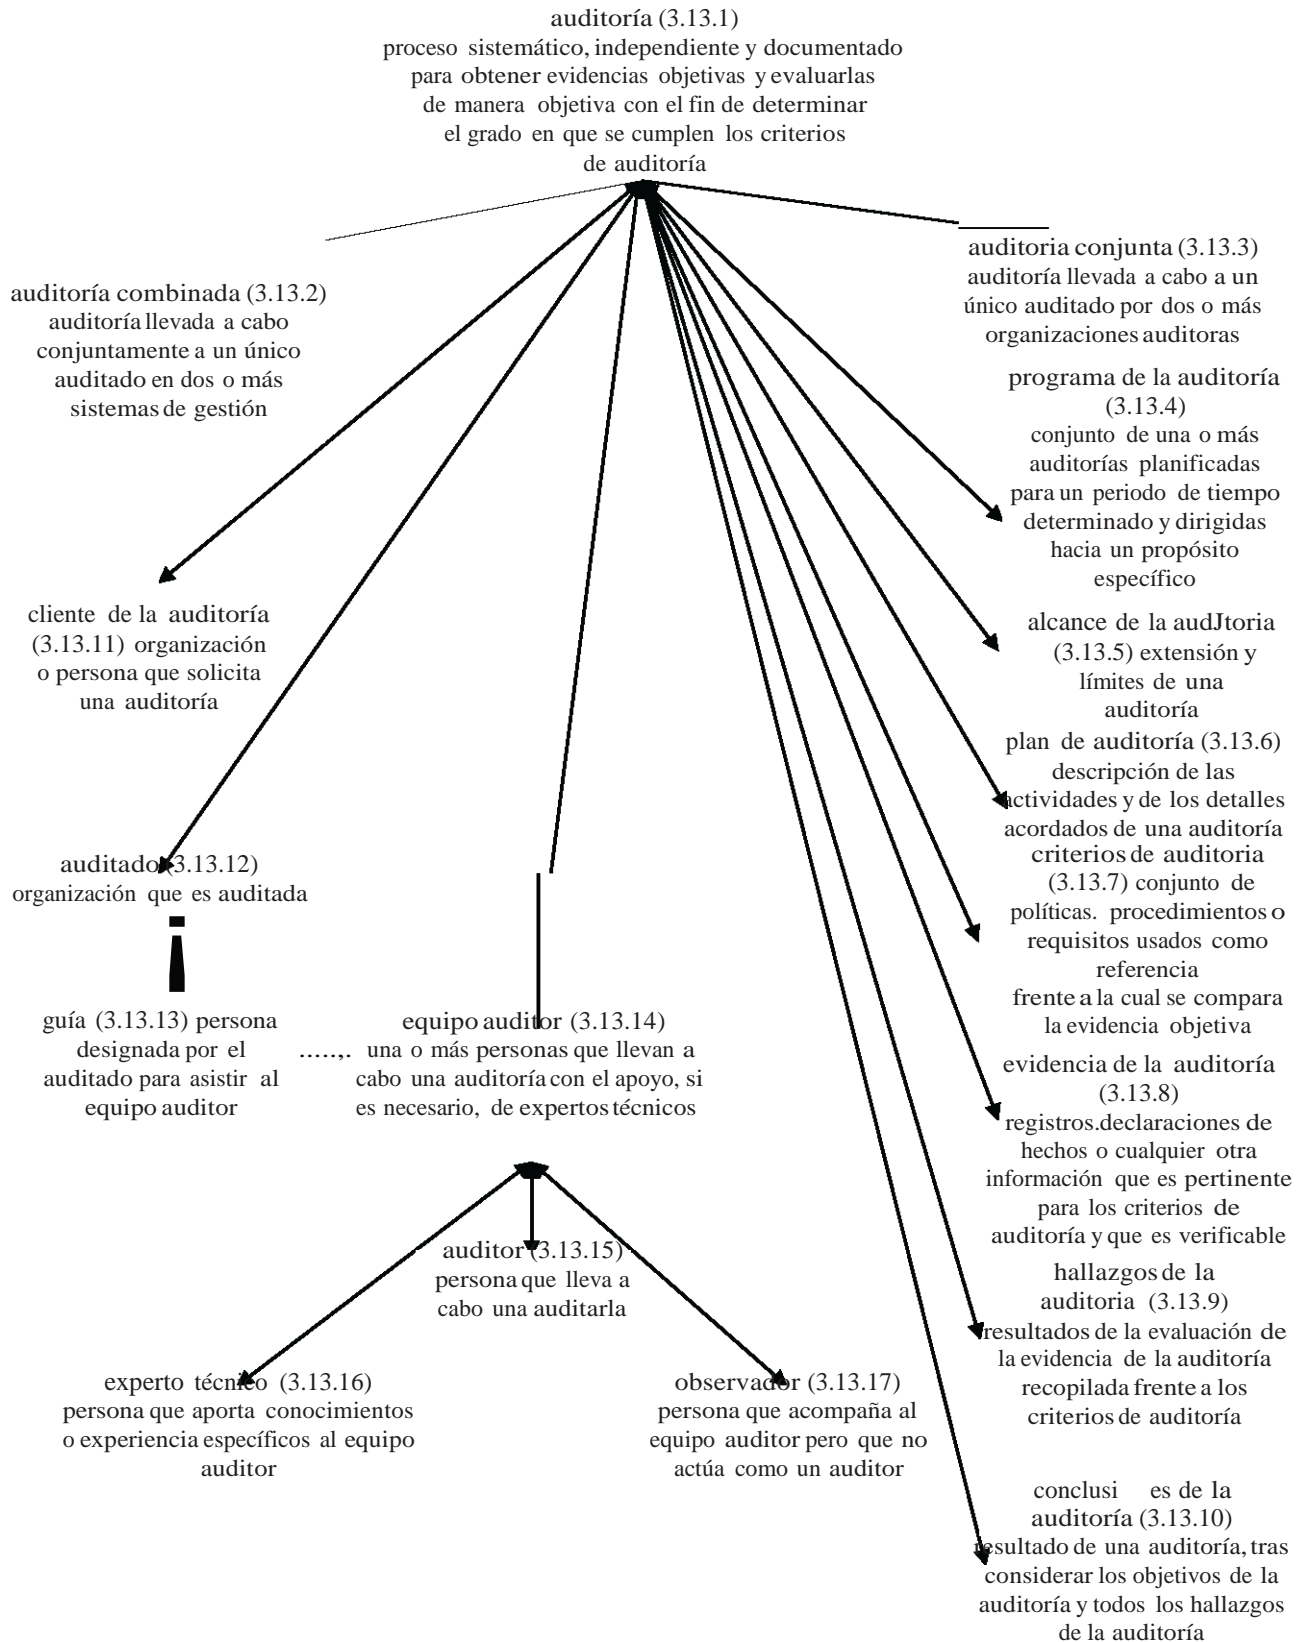 auditoría (3.13.1)
proceso sistemático, independiente y documentado
para obtener evidencias objetivas y evaluarlas
de manera objetiva con el fin de determinar
el grado en que se cumplen los criterios
de auditoría
auditoría combinada (3.13.2)
auditoría llevada a cabo
conjuntamente a un único
auditado en dos o más
sistemas de gestión
auditoria conjunta (3.13.3)
auditoría llevada a cabo a un
único auditado por dos o más
organizaciones auditoras
programa de la auditoría
(3.13.4)
conjunto de una o más
auditorías planificadas
para un periodo de tiempo
determinado y dirigidas
hacia un propósito
específico
cliente de la auditoría
(3.13.11) organización
o persona que solicita
una auditoría
alcance de la audJtoria
(3.13.5) extensión y
límites de una
auditoría
plan de auditoría (3.13.6)
descripción de las
actividades y de los detalles
acordados de una auditoría
auditado (3.13.12)
organización que es auditada
¡
criterios de auditoria
(3.13.7) conjunto de
políticas. procedimientos o
requisitos usados como
referencia
frente a la cual se compara
la evidencia objetiva
guía (3.13.13) persona
designada por el
auditado para asistir al
equipo auditor
.....,.
equipo auditor (3.13.14)
una o más personas que llevan a
cabo una auditoría con el apoyo, si
es necesario, de expertos técnicos
evidencia de la auditoría
(3.13.8)
registros.declaraciones de
hechos o cualquier otra
información que es pertinente
para los criterios de
auditoría y que es verificable
auditor (3.13.15)
persona que lleva a
cabo una auditarla
hallazgos de la
auditoria (3.13.9)
resultados de la evaluación de
la evidencia de la auditoría
recopilada frente a los
criterios de auditoría
experto técnico (3.13.16)
persona que aporta conocimientos
o experiencia específicos al equipo
auditor
observador (3.13.17)
persona que acompaña al
equipo auditor pero que no
actúa como un auditor
conclusi es de la
auditoría (3.13.10)
resultado de una auditoría, tras
considerar los objetivos de la
auditoría y todos los hallazgos
de la auditoría